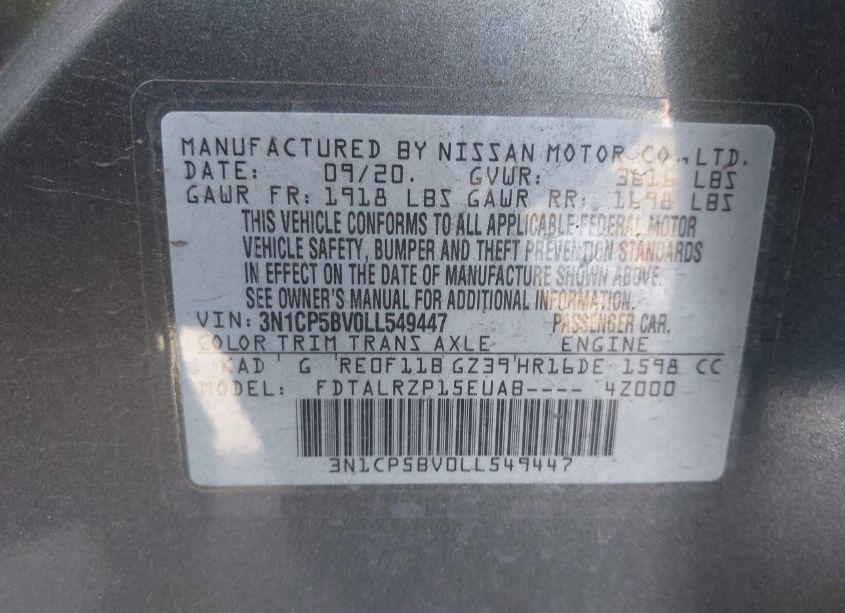 MANUFACTURED BY NISSAN MOTOR CO., LTD.
DATE: 09/20. GVWR: 3616 LBS
GAWR FR: 1918 LBS GAWR RR: 1698 LBS
THIS VEHICLE CONFORMS TO ALL APPLICABLE FEDERAL MOTOR
VEHICLE SAFETY, BUMPER AND THEFT PREVENTION STANDARDS
IN EFFECT ON THE DATE OF MANUFACTURE SHOWN ABOVE.
SEE OWNER'S MANUAL FOR ADDITIONAL INFORMATION.
VIN: 3N1CP5BV0LL549447 PASSENGER CAR.
COLOR TRIM TRANS AXLE ENGINE
G KAD G RE0F11B GZ39 HR16DE 1598 CC
MODEL: FDTALRZP15EUAB---- 4Z000
3N1CP5BV0LL549447